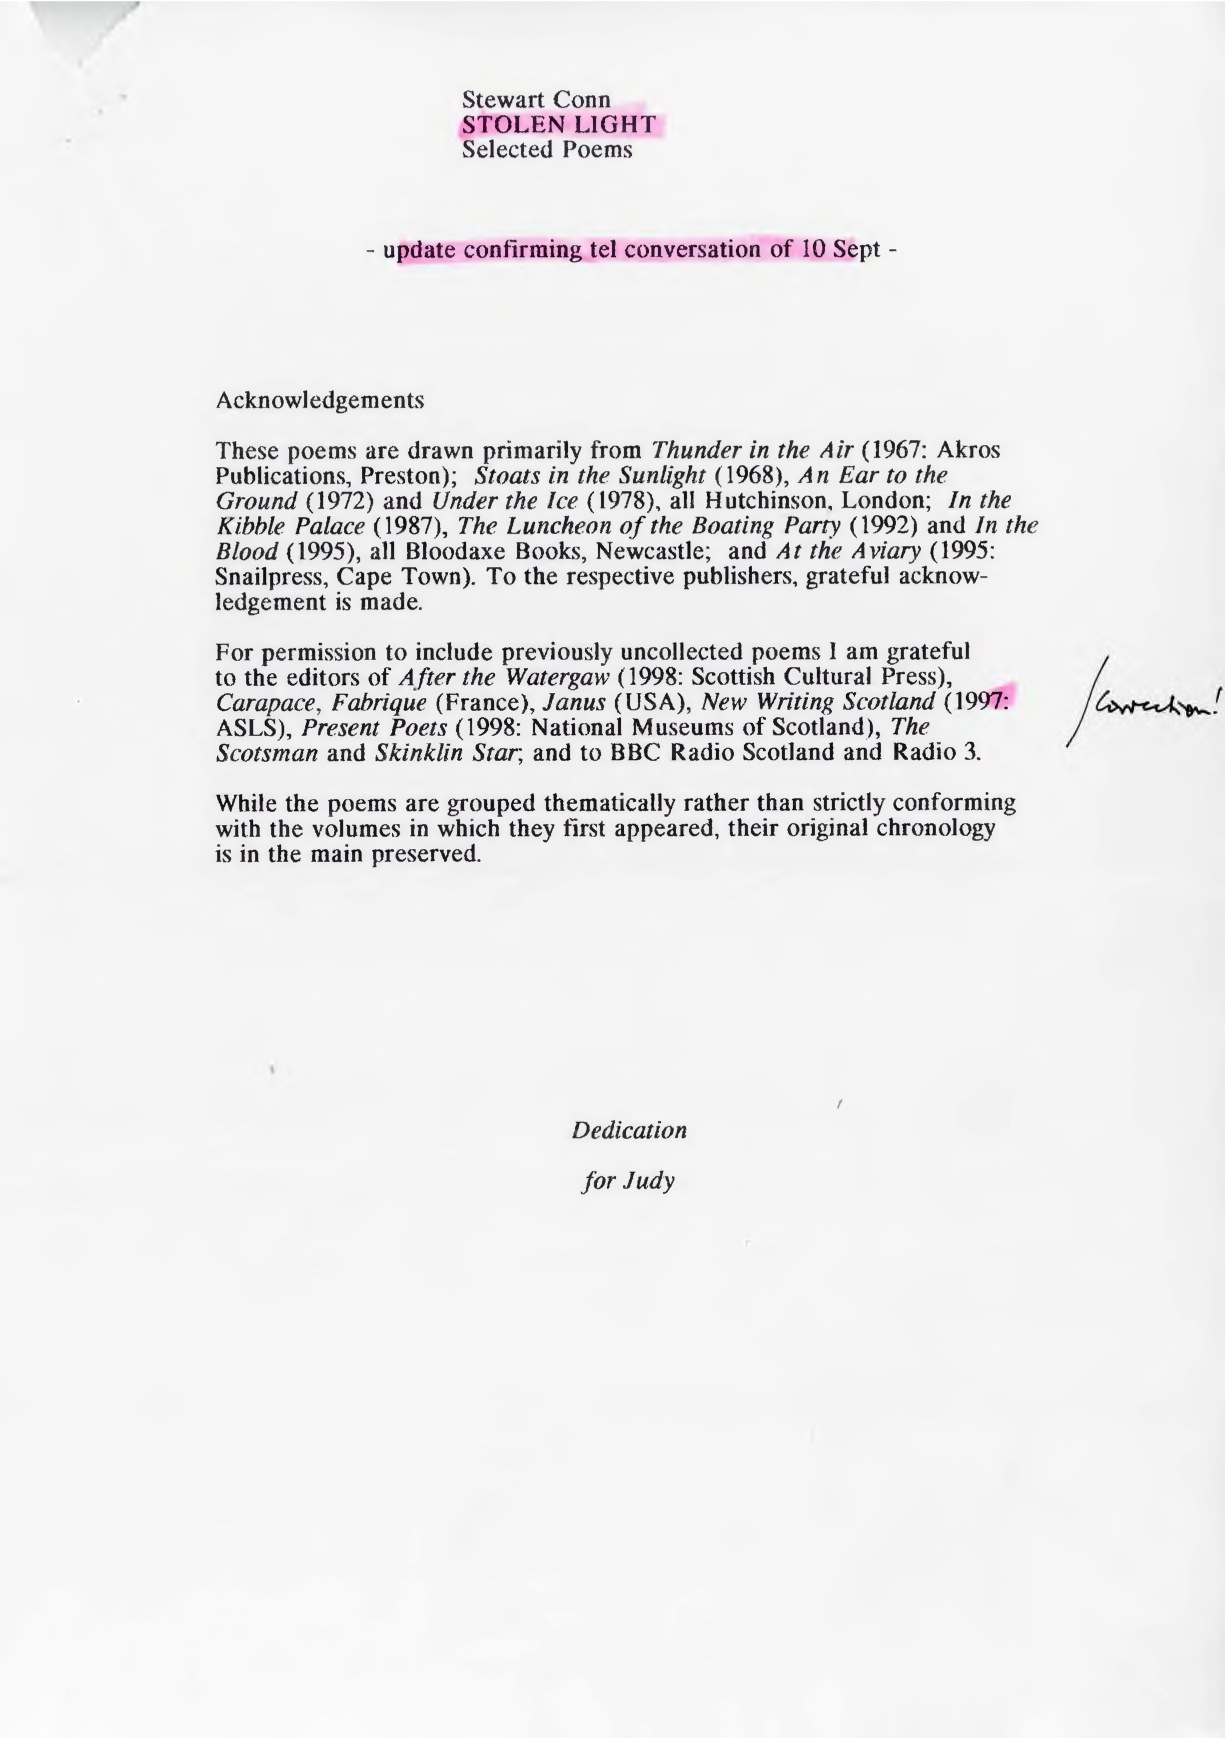 Stewart Conn
STOLEN LIGHT
Selected Poems
- update confirming tel conversation of 10 Sept -
Acknowledgements
These poems are drawn primarily from Thunder in the Air (1967: Akros
Publications, Preston); Stoats in the Sunlight (1968), An Ear to the
Ground (1972) and Under the Ice (1978), all Hutchinson, London; In the
Kibble Palace (1987), The Luncheon of the Boating Party (1992) and In the
Blood (1995), all Bloodaxe Books, Newcastle; and At the Aviary (1995:
Snailpress, Cape Town). To the respective publishers, grateful acknow-
ledgement is made.
For permission to include previously uncollected poems I am grateful
to the editors of After the Watergaw (1998: Scottish Cultural Press),
Carapace, Fabrique (France), Janus (USA), New Writing Scotland (1997:
/Correction!
ASLS), Present Poets (1998: National Museums of Scotland), The
Scotsman and Skinklin Star; and to BBC Radio Scotland and Radio 3.
While the poems are grouped thematically rather than strictly conforming
with the volumes in which they first appeared, their original chronology
is in the main preserved.
Dedication
for Judy